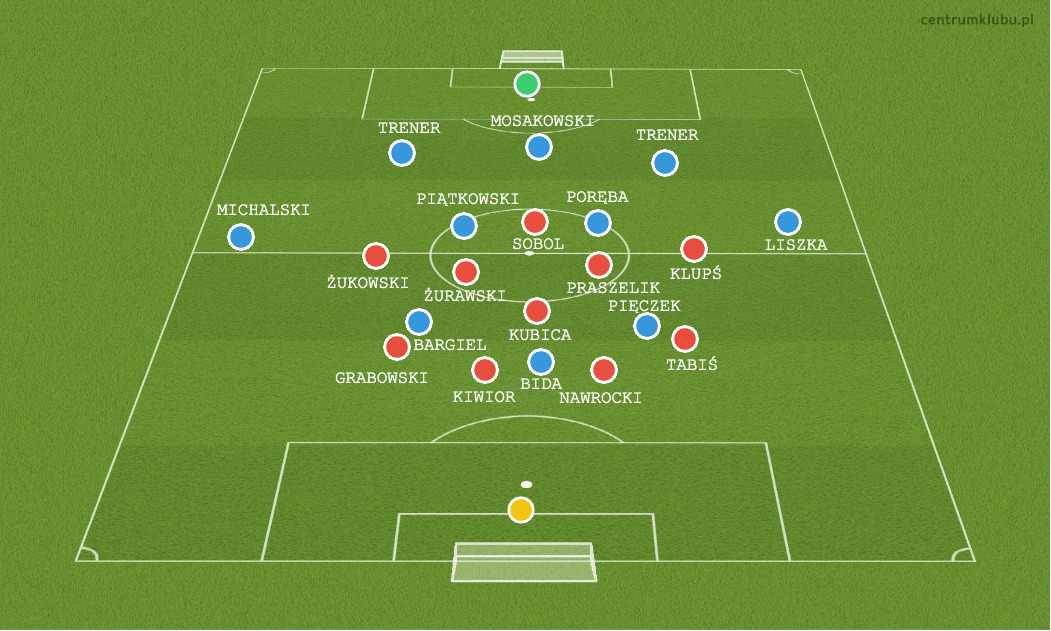 centrumklubu.pl
MOSAKOWSKI
TRENER
TRENER
PIĄTKOWSKI
PORĘBA
MICHALSKI
SOBOL
LISZKA
KLUPŚ
ŻUKOWSKI
ŻURAWSKI
PRASZELIK
PIĘCZEK
KUBICA
BARGIEL
TABIŚ
GRABOWSKI
BIDA
KIWIOR
NAWROCKI